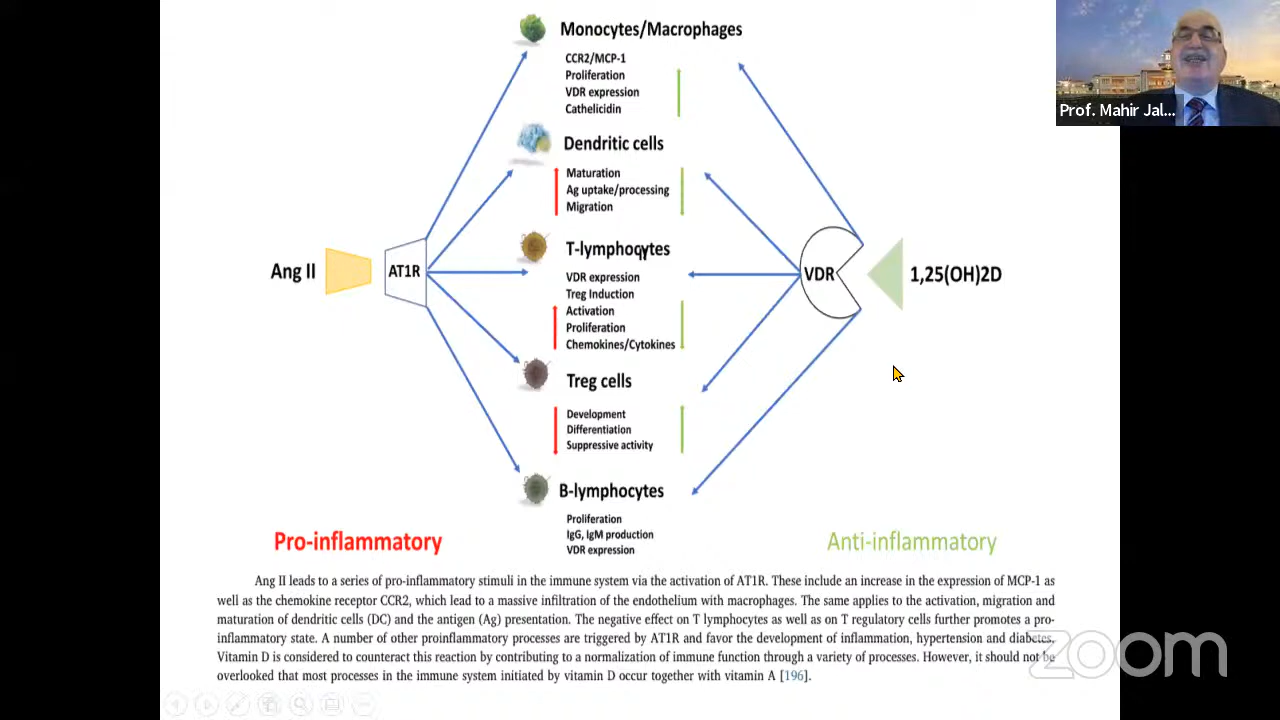 Monocytes/Macrophages
CCR2/MCP-1
Proliferation
VDR expression
Cathelicidin
Prof. Mahir Jal...
Dendritic cells
Maturation
Ag uptake/processing
Migration
T-lymphocytes
VDR expression
Treg Induction
Activation
Proliferation
Chemokines/Cytokines
Ang II
AT1R
VDR
1,25(OH)2D
Treg cells
Development
Differentiation
Suppressive activity
B-lymphocytes
Proliferation
IgG, IgM production
VDR expression
Pro-inflammatory
Anti-inflammatory
Ang II leads to a series of pro-inflammatory stimuli in the immune system via the activation of AT1R. These include an increase in the expression of MCP-1 as
well as the chemokine receptor CCR2, which lead to a massive infiltration of the endothelium with macrophages. The same applies to the activation, migration and
maturation of dendritic cells (DC) and the antigen (Ag) presentation. The negative effect on T lymphocytes as well as on T regulatory cells further promotes a pro-
inflammatory state. A number of other proinflammatory processes are triggered by AT1R and favor the development of inflammation, hypertension and diabetes.
Vitamin D is considered to counteract this reaction by contributing to a normalization of immune function through a variety of processes. However, it should not be
overlooked that most processes in the immune system initiated by vitamin D occur together with vitamin A [196].
zoom